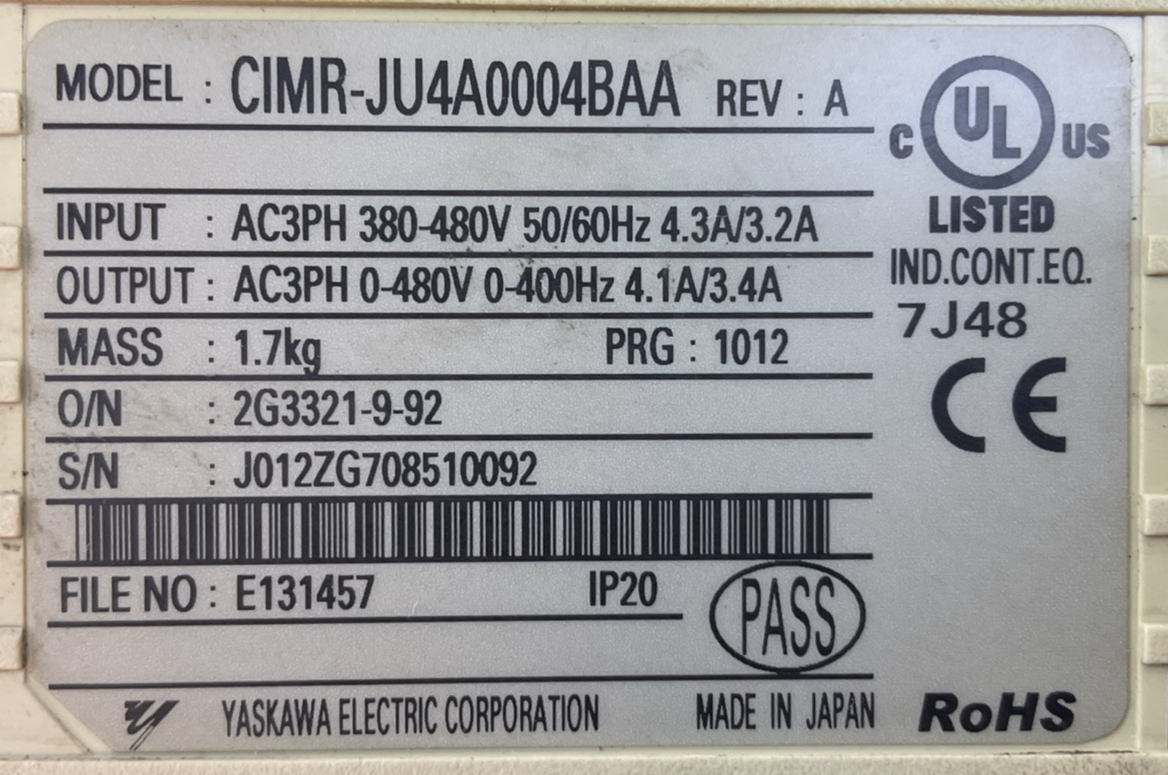 MODEL : CIMR-JU4A0004BAA REV : A
C UL US
LISTED
IND.CONT.EQ.
7J48
CE
INPUT : AC3PH 380-480V 50/60Hz 4.3A/3.2A
OUTPUT : AC3PH 0-480V 0-400Hz 4.1A/3.4A
MASS : 1.7kg PRG : 1012
O/N : 2G3321-9-92
S/N : J012ZG708510092
FILE NO : E131457 IP20
PASS
YASKAWA ELECTRIC CORPORATION MADE IN JAPAN RoHS